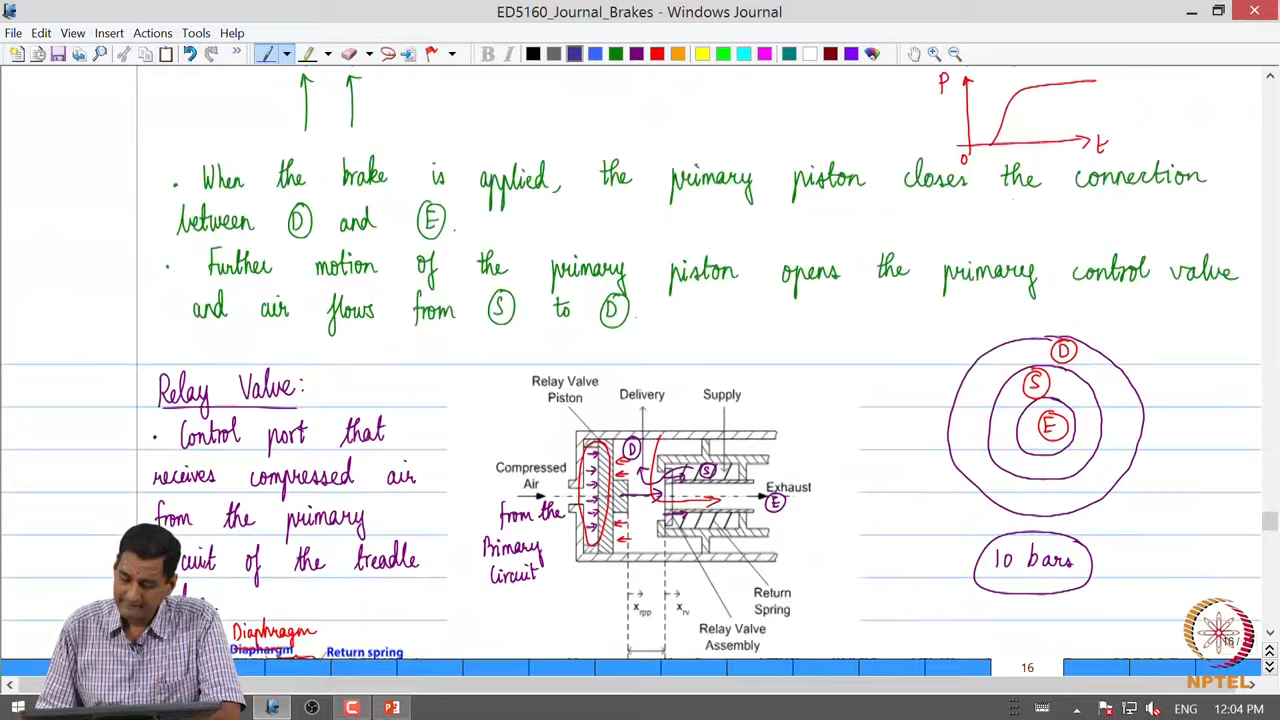 ED5160_Journal_Brakes - Windows Journal
File Edit View Insert Actions Tools Help
P
0
t
. When the brake is applied, the primary piston closes the connection
between D and E.
. Further motion of the primary piston opens the primary control valve
and air flows from S to D.
Relay Valve:
. Control port that
receives compressed air
from the primary
circuit of the treadle
Diaphragm
Diaphargm
Return spring
Relay Valve
Piston
Delivery
Supply
Compressed
Air
from the
Primary
Circuit
D
S
Exhaust
E
xrpp
xrv
Return
Spring
Relay Valve
Assembly
D
S
E
10 bars
16
NPTEL
ENG 12:04 PM